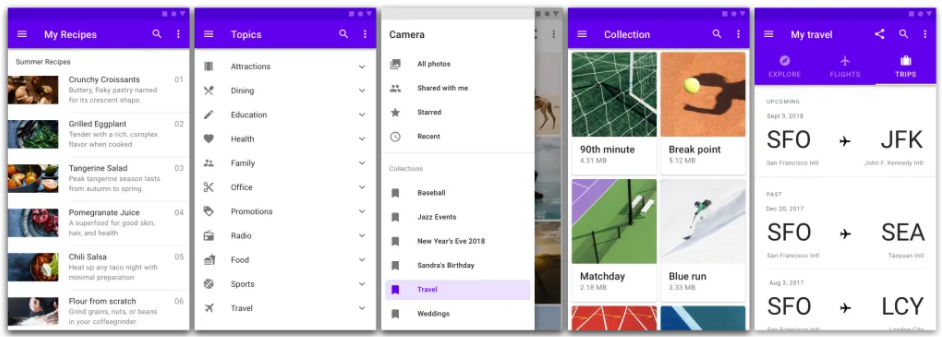 My Recipes
Summer Recipes
Crunchy Croissants 01
Buttery, flaky pastry named
for its crescent shape.
Grilled Eggplant 02
Tender with a rich, complex
flavor when cooked.
Tangerine Salad 03
Peak tangerine season lasts
from autumn to spring.
Pomegranate Juice 04
A superfood for good skin,
hair, and health
Chili Salsa 05
Heat up any taco night with
minmal preparation
Flour from scratch 06
Grind grains, nuts, or beans
in your coffeegrinder.
Topics
Attractions
Dining
Education
Health
Family
Office
Promotions
Radio
Food
Sports
Travel
Camera
All photos
Shared with me
Starred
Recent
Collections
Baseball
Jazz Events
New Year's Eve 2018
Sandra's Birthday
Travel
Weddings
Collection
90th minute
4.31 MB
Break point
5.12 MB
Matchday
2.18 MB
Blue run
3.33 MB
My travel
EXPLORE FLIGHTS TRIPS
UPCOMING
Sept 9, 2018
SFO JFK
San Francisco Intl John F. Kennedy Intl
PAST
Dec 20, 2017
SFO SEA
San Francisco Intl Taoyuan Intl
Aug 3, 2017
SFO LCY
San Francisco Intl London City